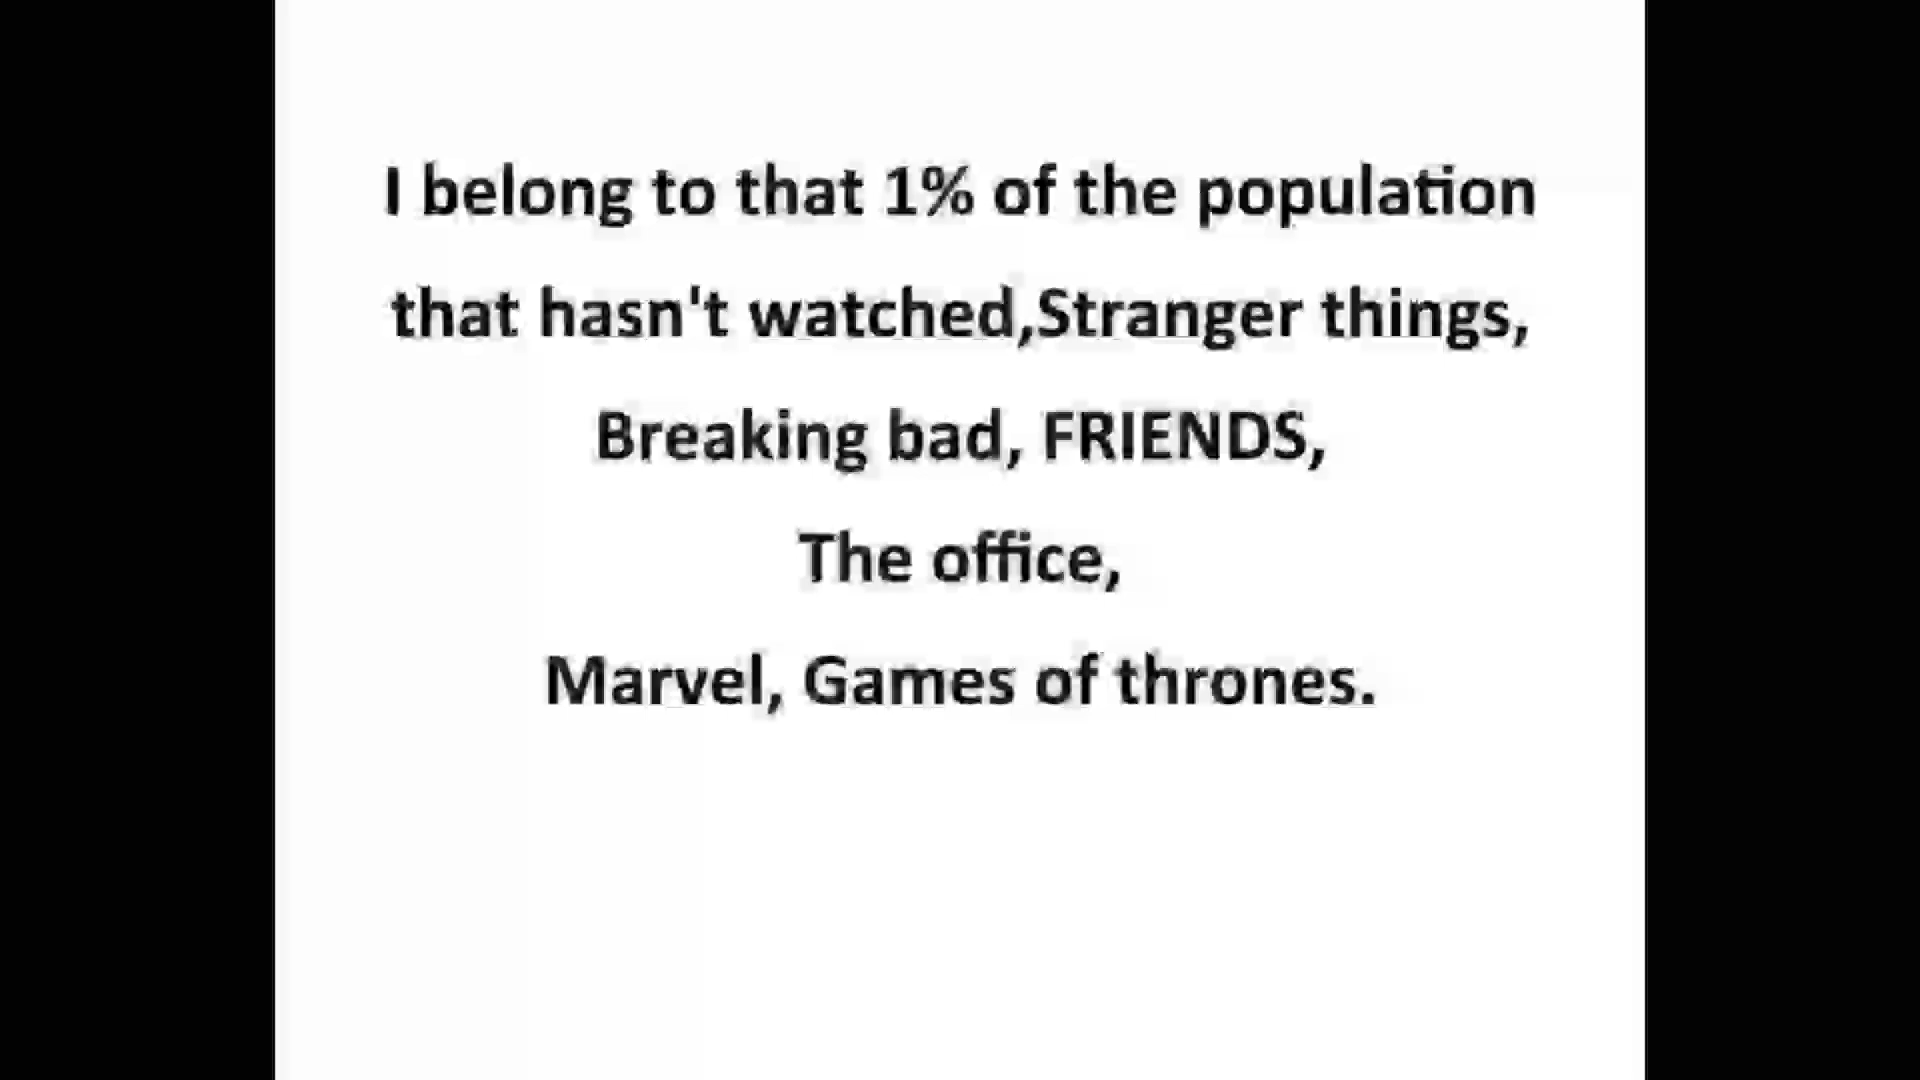 I belong to that 1% of the population
that hasn't watched,Stranger things,
Breaking bad, FRIENDS,
The office,
Marvel, Games of thrones.